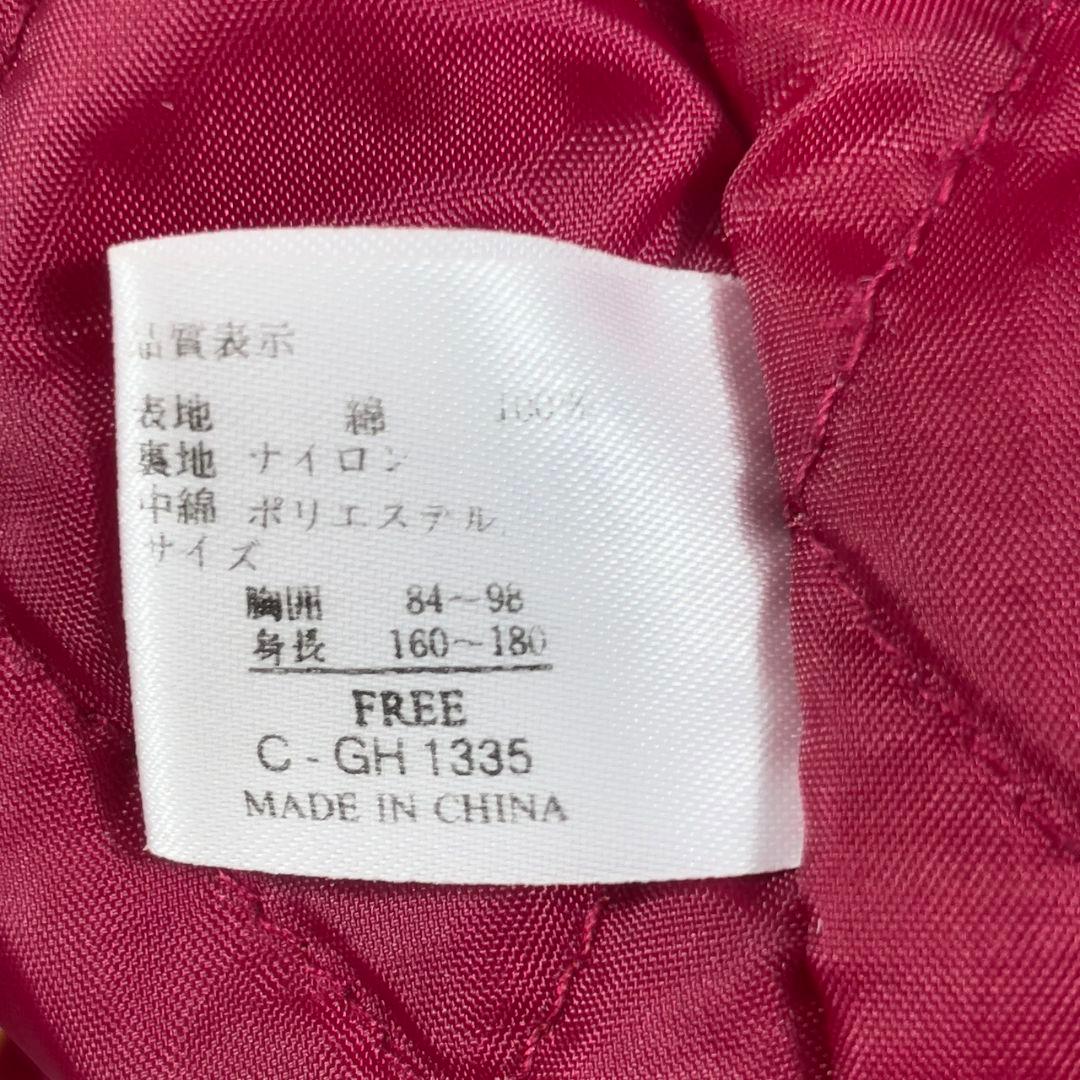 品質表示
表地 綿 100%
裏地 ナイロン
中綿 ポリエステル
サイズ
胸囲 84～98
身長 160～180
FREE
C - GH 1335
MADE IN CHINA